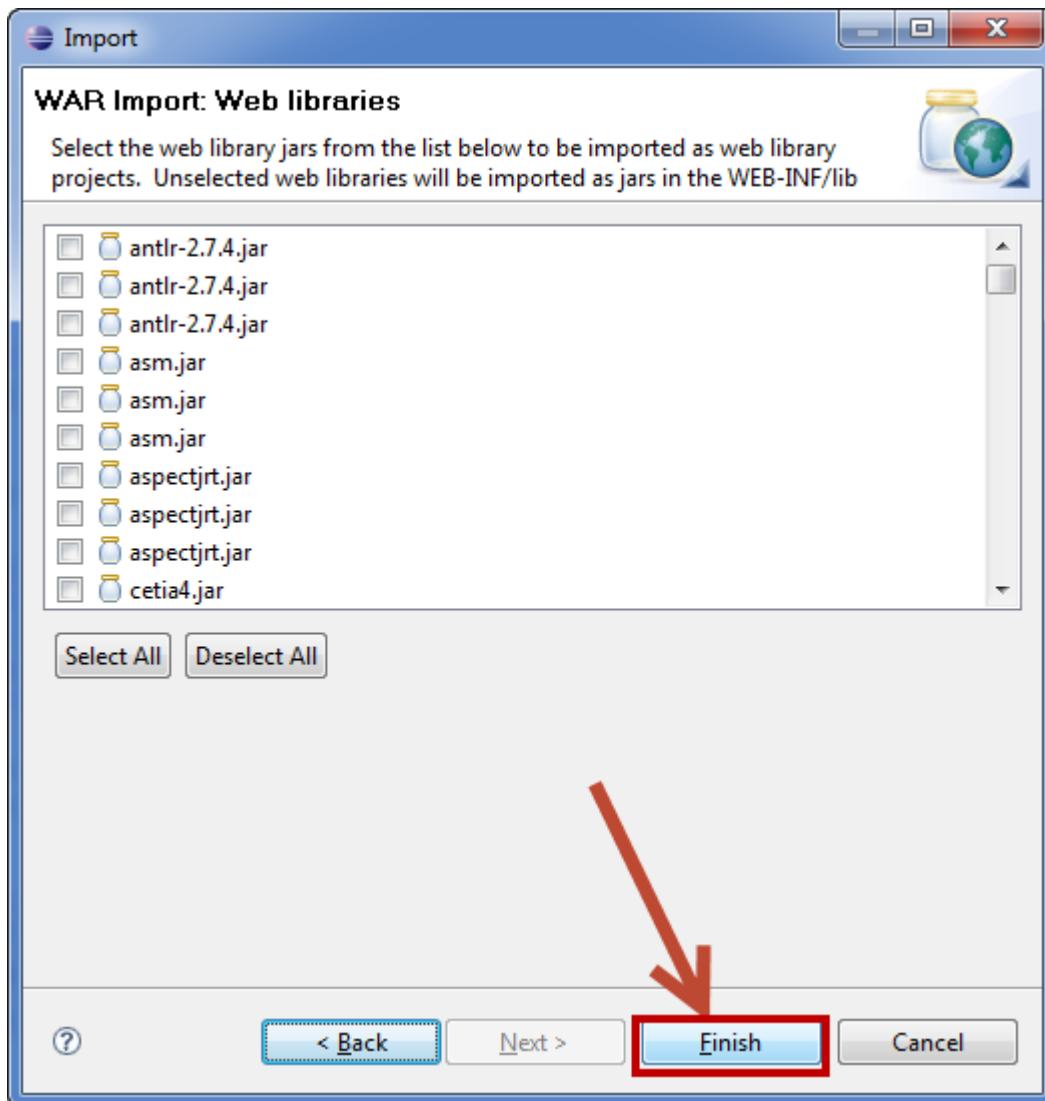 Import
WAR Import: Web libraries
Select the web library jars from the list below to be imported as web library
projects.  Unselected web libraries will be imported as jars in the WEB-INF/lib
antlr-2.7.4.jar
antlr-2.7.4.jar
antlr-2.7.4.jar
asm.jar
asm.jar
asm.jar
aspectjrt.jar
aspectjrt.jar
aspectjrt.jar
cetia4.jar
Select All Deselect All
? < Back Next > Finish Cancel